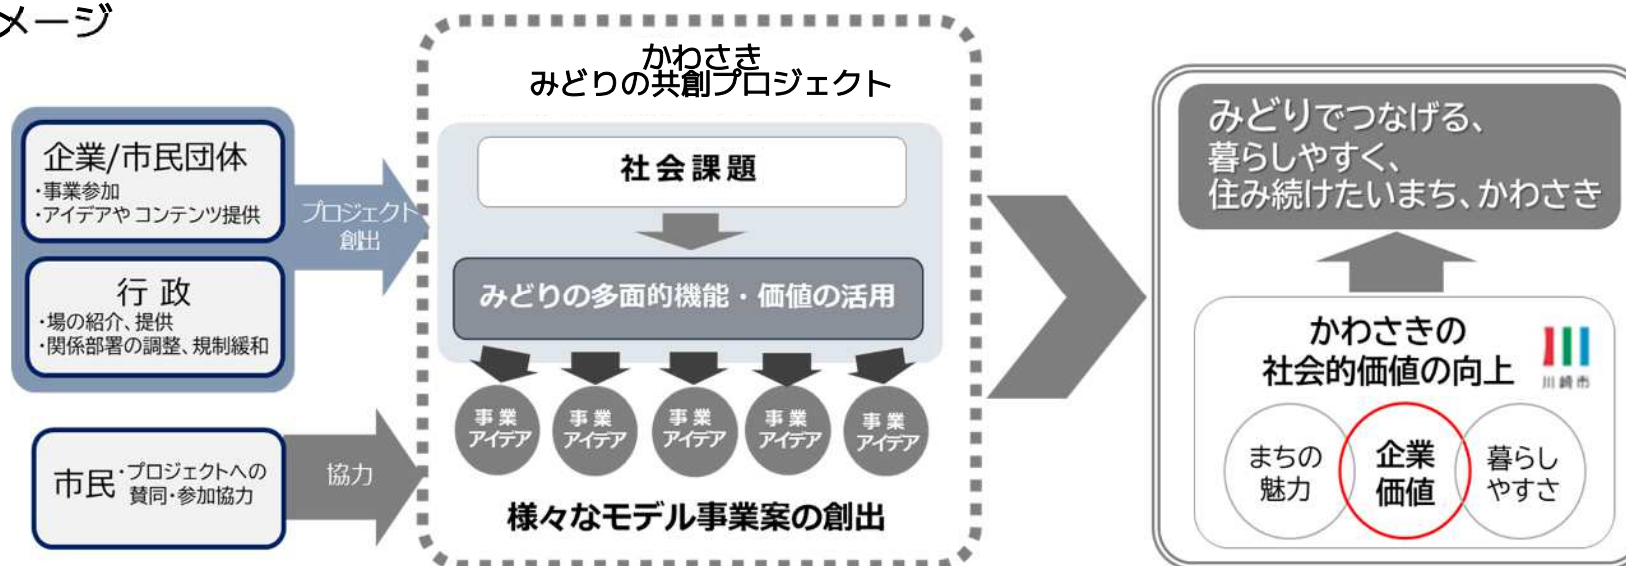 メージ
企業/市民団体
・事業参加
・アイデアや コンテンツ提供
行 政
・場の紹介、提供
・関係部署の調整、規制緩和
プロジェクト
創出
市民
・プロジェクトへの
賛同・参加協力
協力
かわさき
みどりの共創プロジェクト
社会課題
みどりの多面的機能・価値の活用
事業
アイデア
事業
アイデア
事業
アイデア
事業
アイデア
事業
アイデア
様々なモデル事業案の創出
みどりでつなげる、
暮らしやすく、
住み続けたいまち、かわさき
かわさきの
社会的価値の向上
川崎市
まちの
魅力
企業
価値
暮らし
やすさ